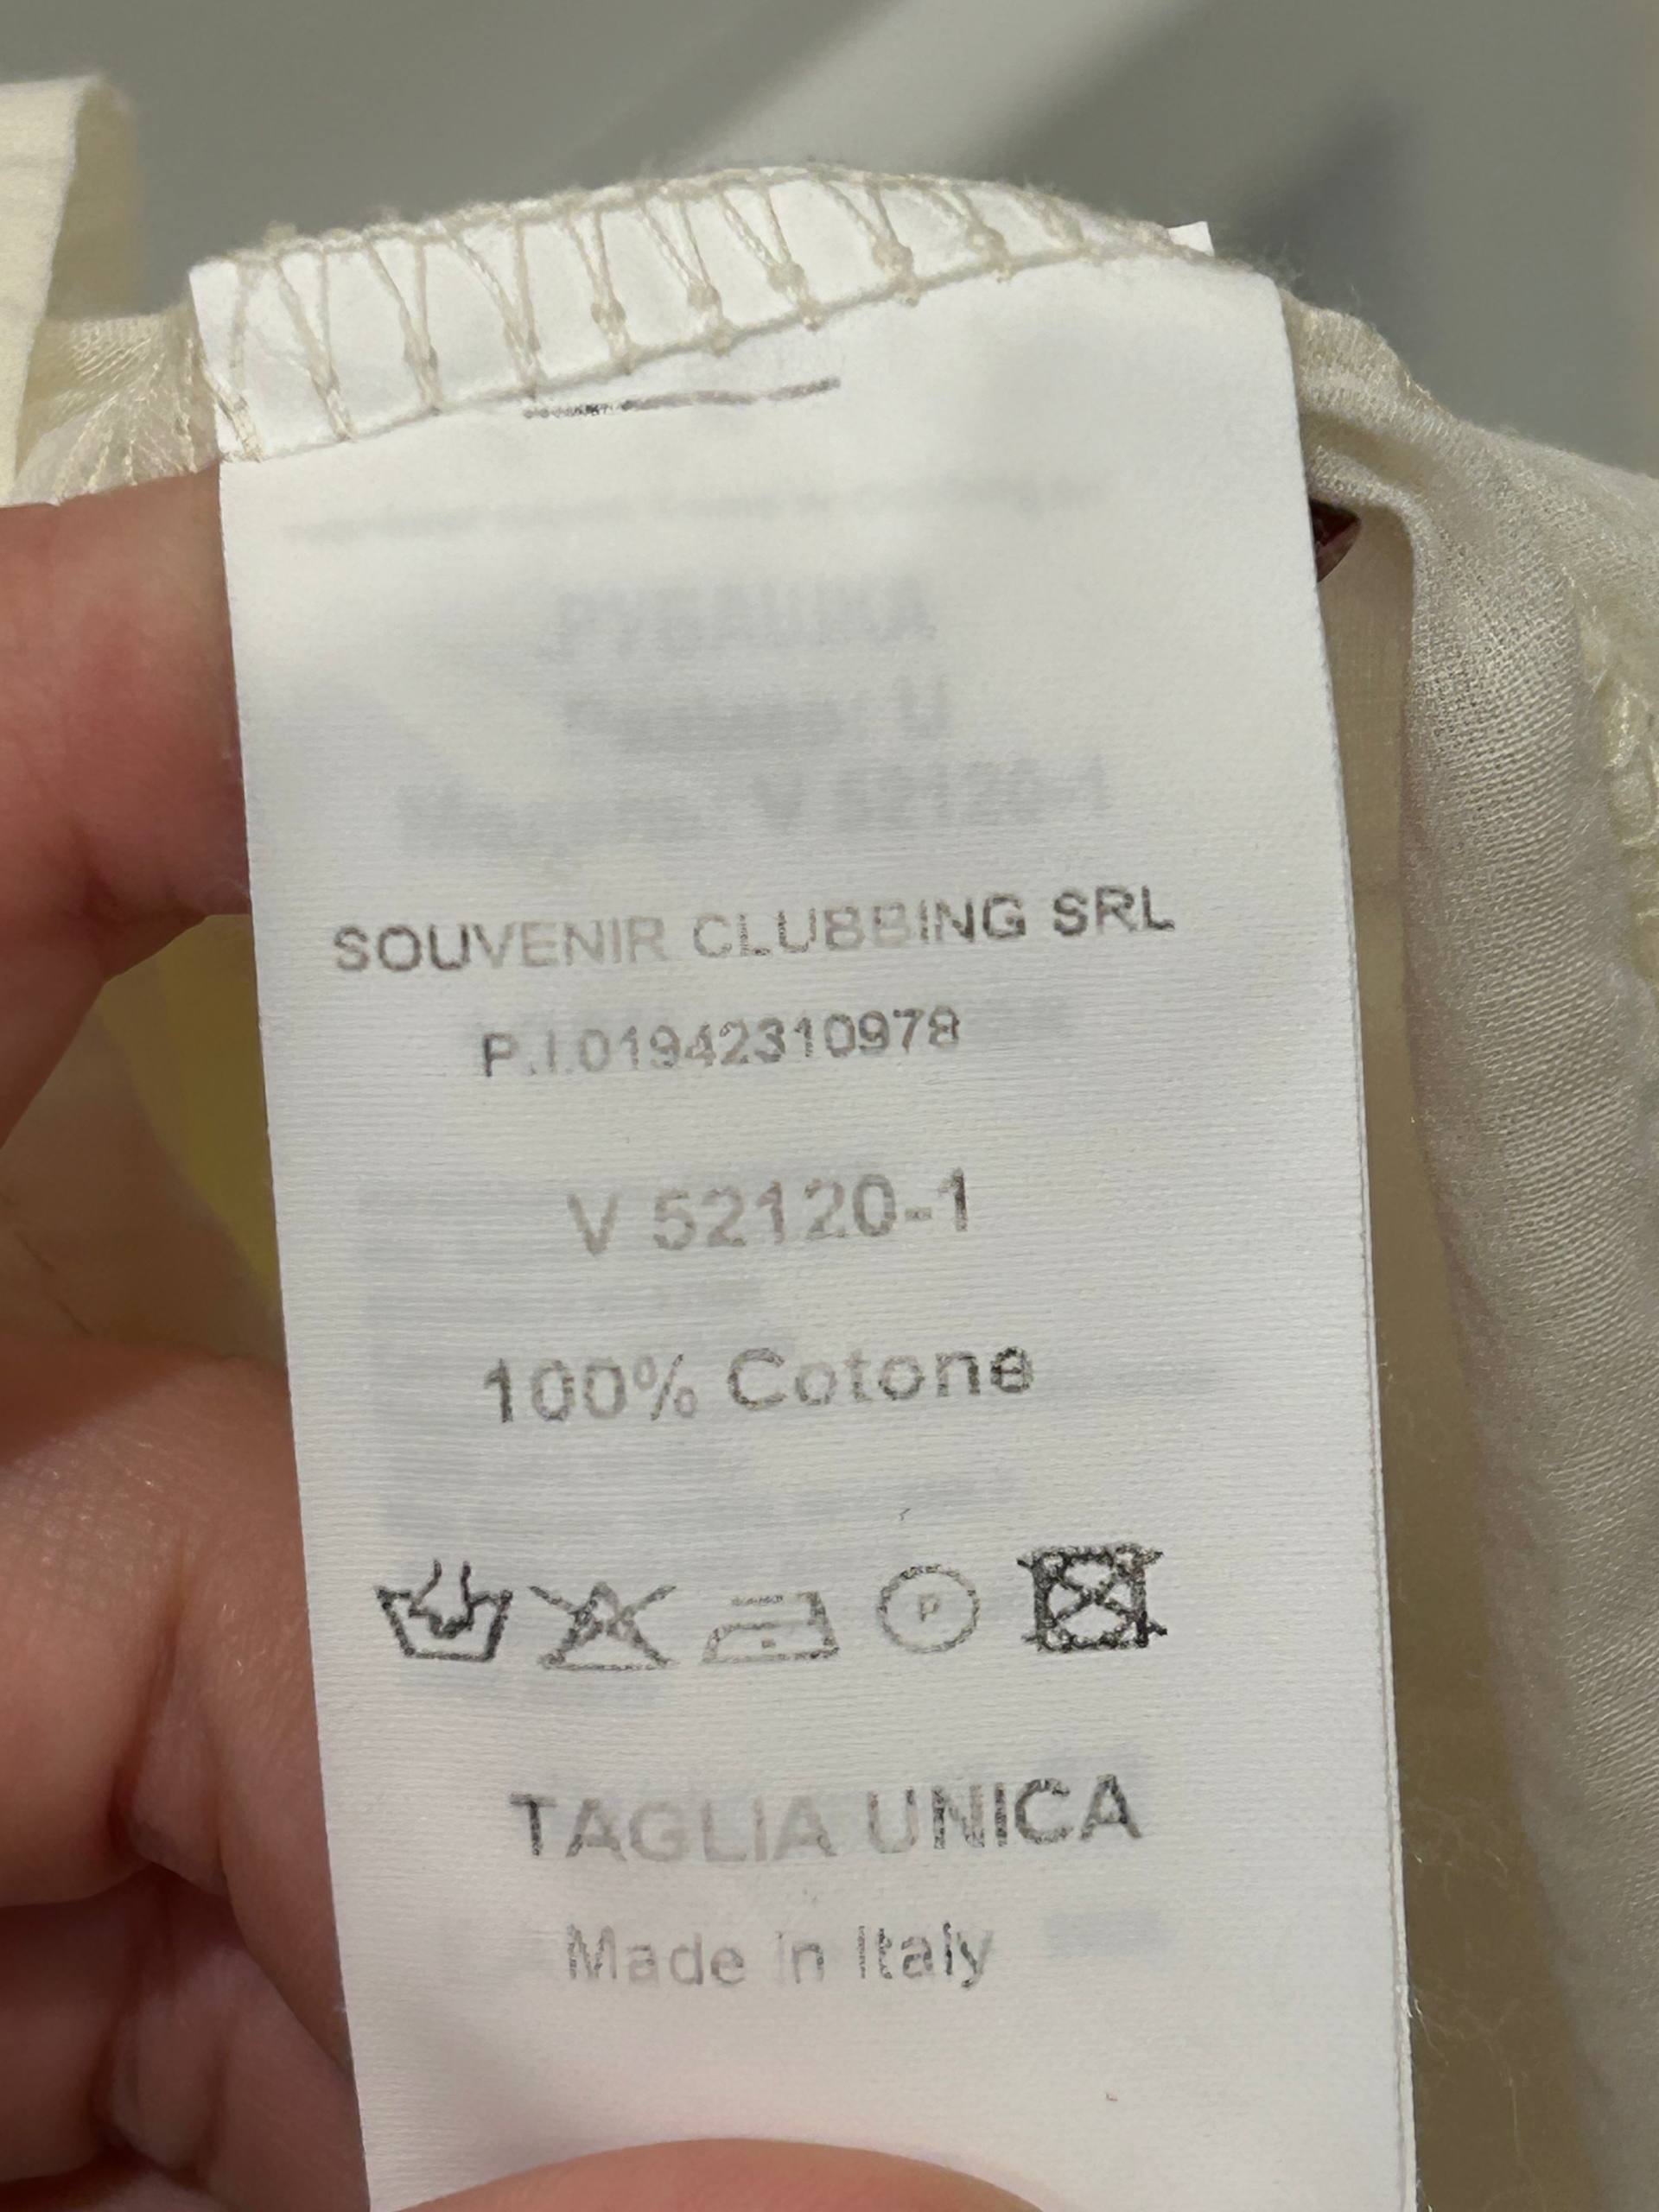 SOUVENIR CLUBBING SRL
P.I.01942310978
V 52120-1
100% Cotone
P
TAGLIA UNICA
Made in Italy